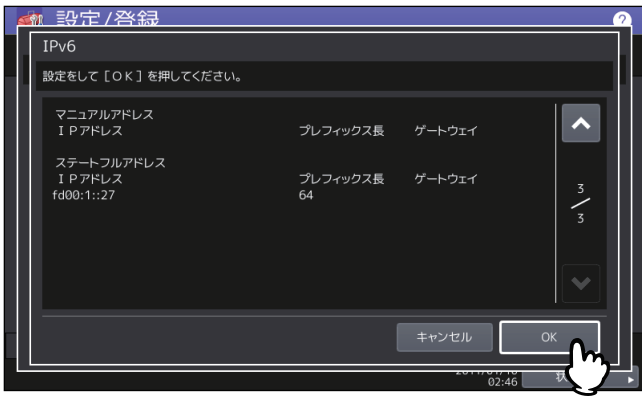 設定/登録
?
IPv6
設定をして［OK］を押してください。
マニュアルアドレス
IPアドレス プレフィックス長 ゲートウェイ
ステートフルアドレス
IPアドレス プレフィックス長 ゲートウェイ
fd00:1::27 64
3
3
キャンセル OK
02:46